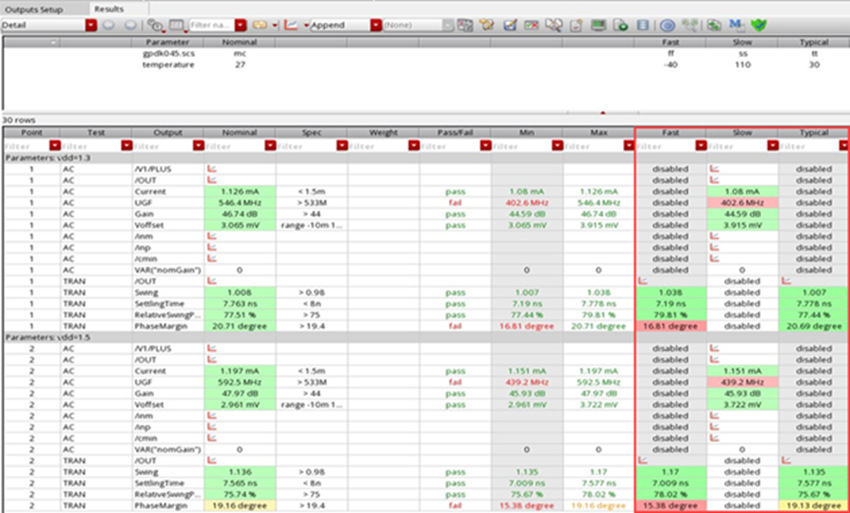 Outputs Setup Results
Detail Filter na... Append (None)
Parameter Nominal Fast Slow Typical
gpdk045.scs mc ff ss tt
temperature 27 -40 110 30
30 rows
Point Test Output Nominal Spec Weight Pass/Fail Min Max Fast Slow Typical
Filter Filter Filter Filter Filter Filter Filter Filter Filter Filter Filter Filter
Parameters: vdd=1.3
1 AC /V1/PLUS disabled disabled
1 AC /OUT disabled disabled
1 AC Current 1.126 mA < 1.5m pass 1.08 mA 1.126 mA disabled 1.08 mA disabled
1 AC UGF 546.4 MHz > 533M fail 402.6 MHz 546.4 MHz disabled 402.6 MHz disabled
1 AC Gain 46.74 dB > 44 pass 44.59 dB 46.74 dB disabled 44.59 dB disabled
1 AC Voffset 3.065 mV range -10m 1... pass 3.065 mV 3.915 mV disabled 3.915 mV disabled
1 AC /inm disabled disabled
1 AC /inp disabled disabled
1 AC /cmin disabled disabled
1 AC VAR("nomGain") 0 0 0 disabled 0 disabled
1 TRAN /OUT disabled
1 TRAN Swing 1.008 > 0.98 pass 1.007 1.038 1.038 disabled 1.007
1 TRAN SettlingTime 7.763 ns < 8n pass 7.19 ns 7.778 ns 7.19 ns disabled 7.778 ns
1 TRAN RelativeSwingP... 77.51 % > 75 pass 77.44 % 79.81 % 79.81 % disabled 77.44 %
1 TRAN PhaseMargin 20.71 degree > 19.4 fail 16.81 degree 20.71 degree 16.81 degree disabled 20.69 degree
Parameters: vdd=1.5
2 AC /V1/PLUS disabled disabled
2 AC /OUT disabled disabled
2 AC Current 1.197 mA < 1.5m pass 1.151 mA 1.197 mA disabled 1.151 mA disabled
2 AC UGF 592.5 MHz > 533M fail 439.2 MHz 592.5 MHz disabled 439.2 MHz disabled
2 AC Gain 47.97 dB > 44 pass 45.93 dB 47.97 dB disabled 45.93 dB disabled
2 AC Voffset 2.961 mV range -10m 1... pass 2.961 mV 3.722 mV disabled 3.722 mV disabled
2 AC /inm disabled disabled
2 AC /inp disabled disabled
2 AC /cmin disabled disabled
2 AC VAR("nomGain") 0 0 0 disabled 0 disabled
2 TRAN /OUT disabled
2 TRAN Swing 1.136 > 0.98 pass 1.135 1.17 1.17 disabled 1.135
2 TRAN SettlingTime 7.565 ns < 8n pass 7.009 ns 7.577 ns 7.009 ns disabled 7.577 ns
2 TRAN RelativeSwingP... 75.74 % > 75 pass 75.67 % 78.02 % 78.02 % disabled 75.67 %
2 TRAN PhaseMargin 19.16 degree > 19.4 fail 15.38 degree 19.16 degree 15.38 degree disabled 19.13 degree